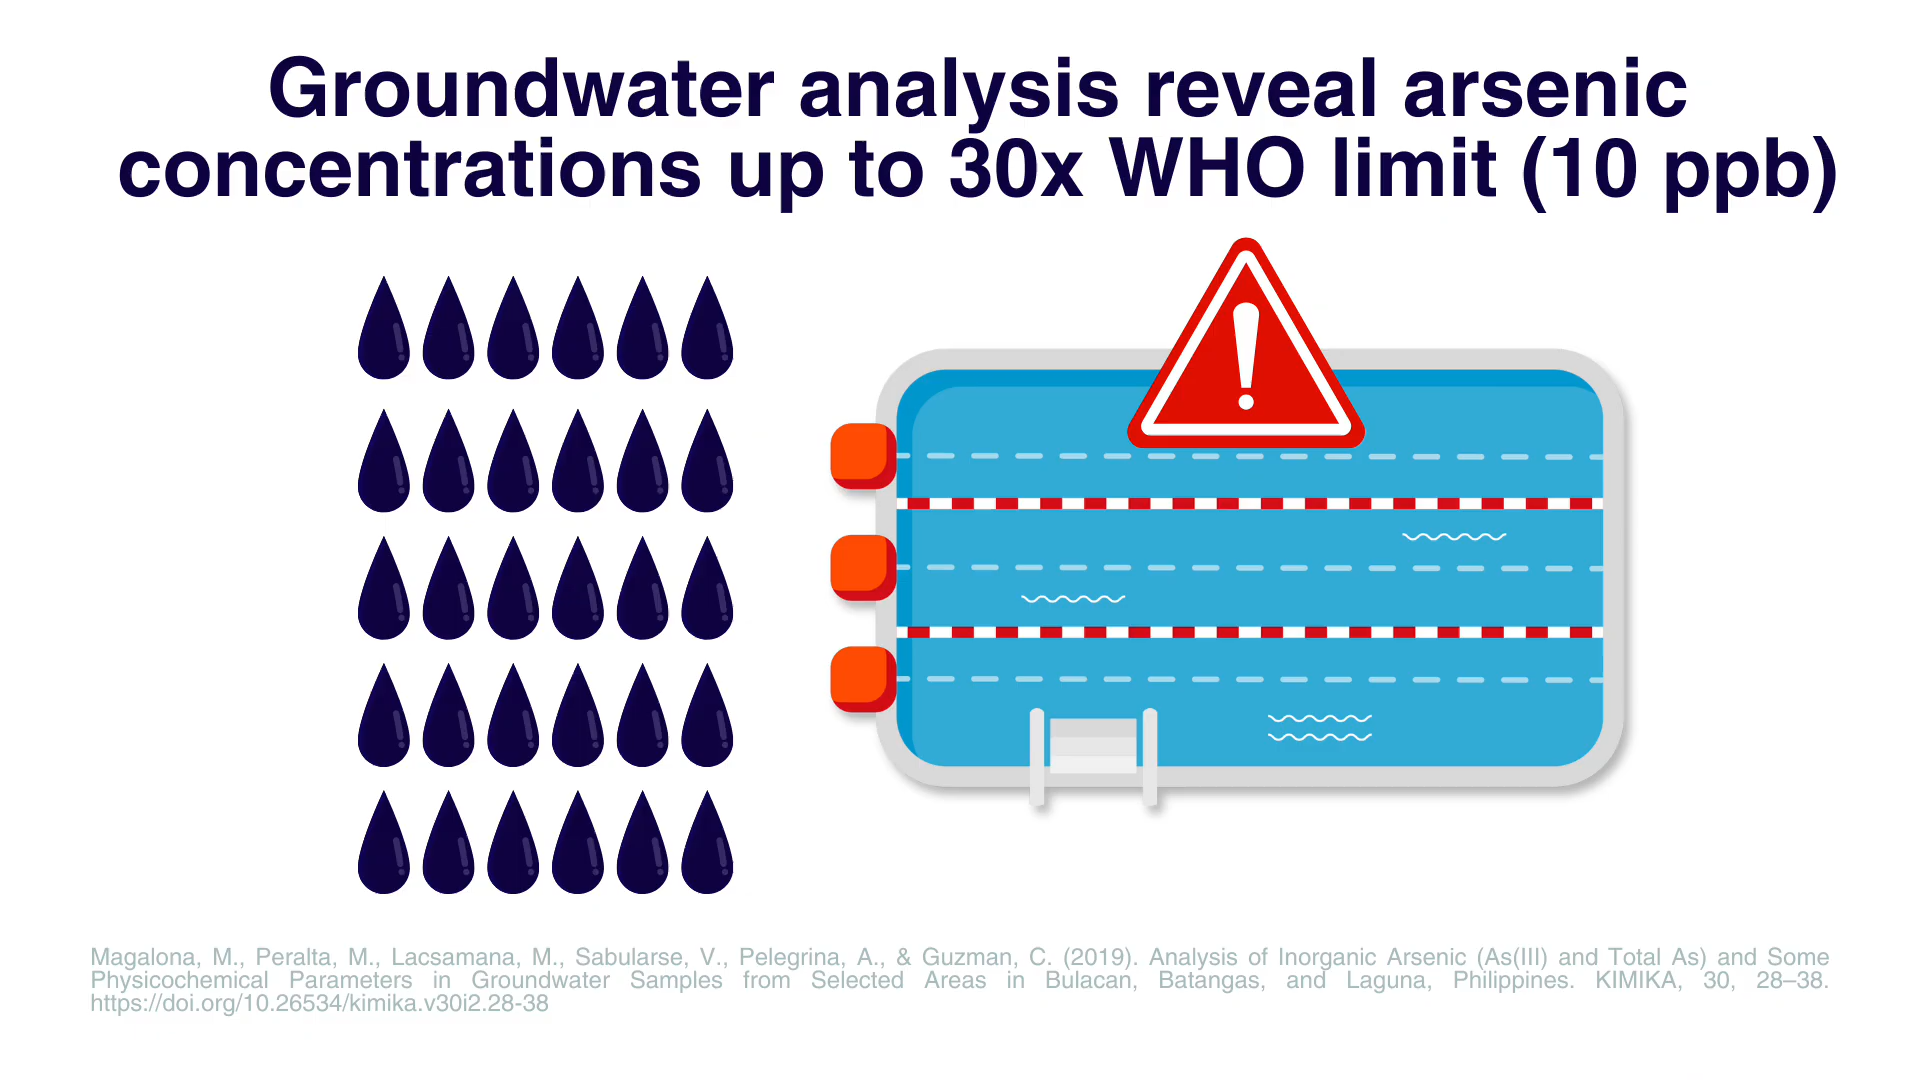 Groundwater analysis reveal arsenic
concentrations up to 30x WHO limit (10 ppb)
Magalona, M., Peralta, M., Lacsamana, M., Sabularse, V., Pelegrina, A., & Guzman, C. (2019). Analysis of Inorganic Arsenic (As(III) and Total As) and Some
Physicochemical Parameters in Groundwater Samples from Selected Areas in Bulacan, Batangas, and Laguna, Philippines. KIMIKA, 30, 28–38.
https://doi.org/10.26534/kimika.v30i2.28-38